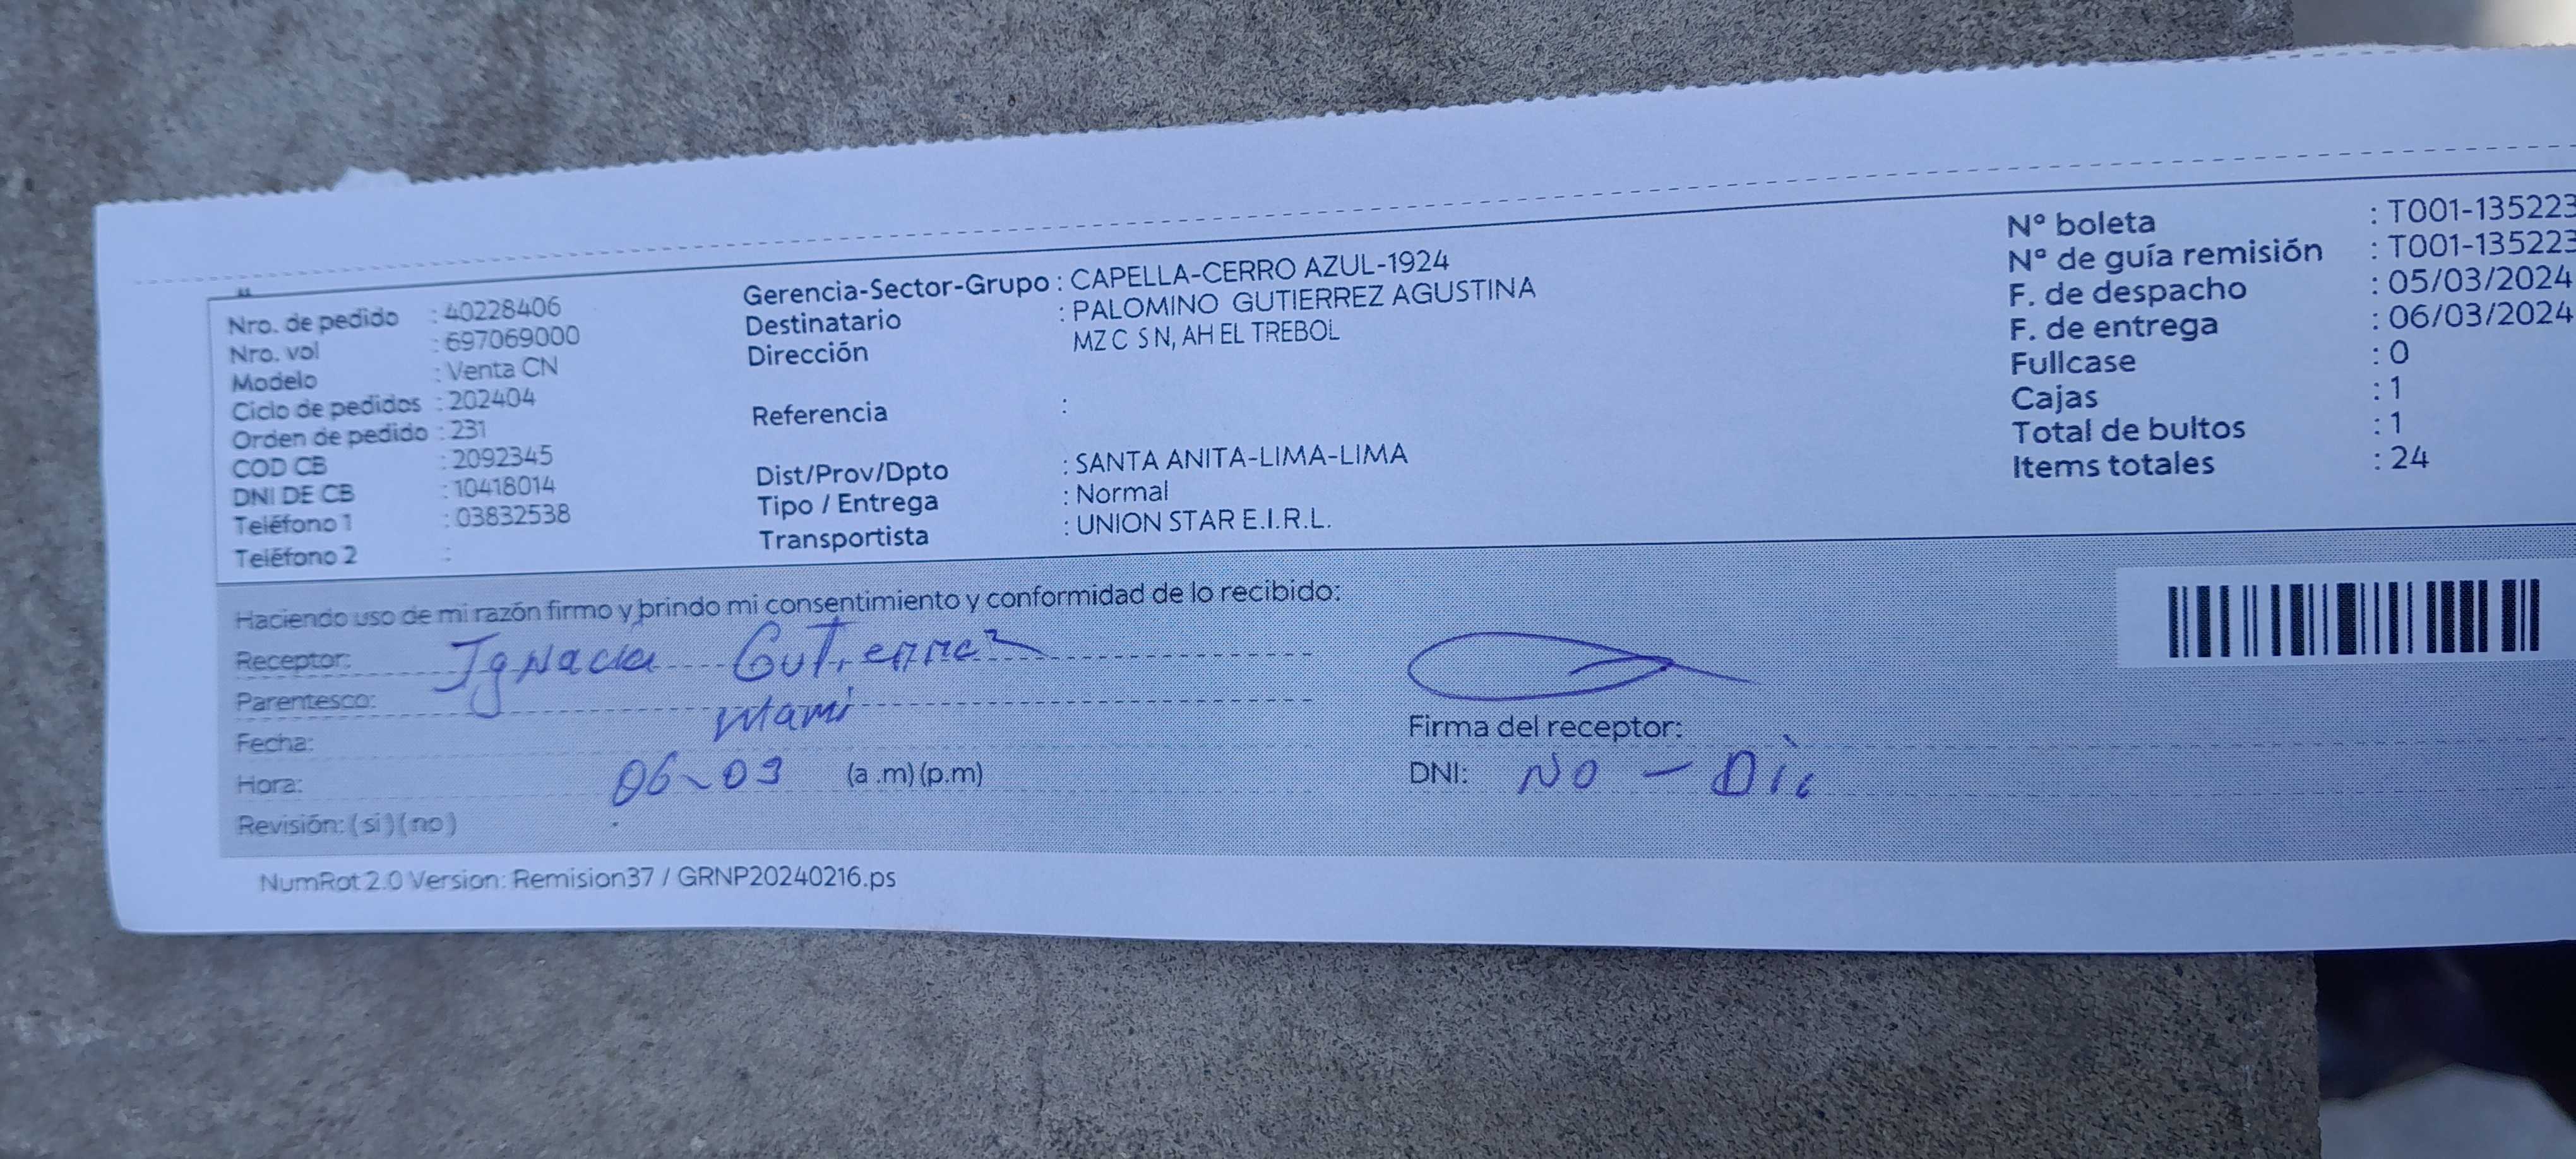 Nro. de pedido : 40228406
Nro. vol : 697069000
Modelo : Venta CN
Ciclo de pedidos : 202404
Orden de pedido : 231
COD CB : 2092345
DNI DE CB : 10418014
Teléfono 1 : 03832538
Teléfono 2 :
Gerencia-Sector-Grupo : CAPELLA-CERRO AZUL-1924
Destinatario : PALOMINO GUTIERREZ AGUSTINA
Dirección MZ C S N, AH EL TREBOL
Referencia :
Dist/Prov/Dpto : SANTA ANITA-LIMA-LIMA
Tipo / Entrega : Normal
Transportista : UNION STAR E.I.R.L.
Nº boleta : T001-135223
Nº de guía remisión : T001-135223
F. de despacho : 05/03/2024
F. de entrega : 06/03/2024
Fullcase : 0
Cajas : 1
Total de bultos : 1
Items totales : 24
Haciendo uso de mi razón firmo y brindo mi consentimiento y conformidad de lo recibido:
Receptor: Ignacia Gutierrez
Parentesco: Mami
Fecha:
Hora: 06-03 (a.m)(p.m)
Revisión: (si)(no)
Firma del receptor:
DNI: NO - Dio
NumRot 2.0 Version: Remision37 / GRNP20240216.ps